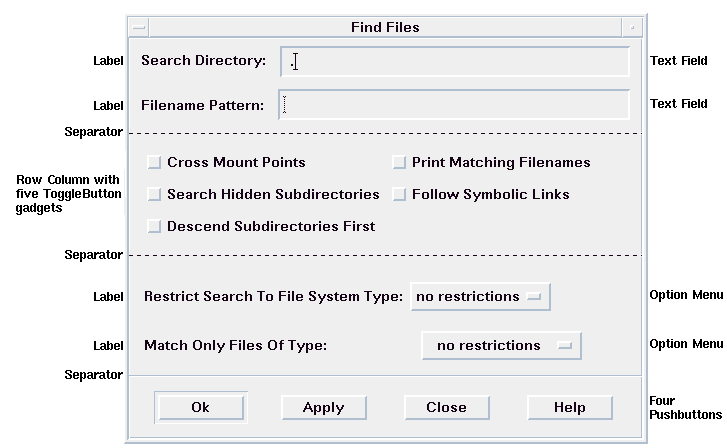 Find Files
Label Search Directory: . Text Field
Label Filename Pattern: Text Field
Separator
Cross Mount Points Print Matching Filenames
Row Column with
five ToggleButton
gadgets
Search Hidden Subdirectories Follow Symbolic Links
Descend Subdirectories First
Separator
Label Restrict Search To File System Type: no restrictions Option Menu
Label Match Only Files Of Type: no restrictions Option Menu
Separator
Ok Apply Close Help
Four
Pushbuttons